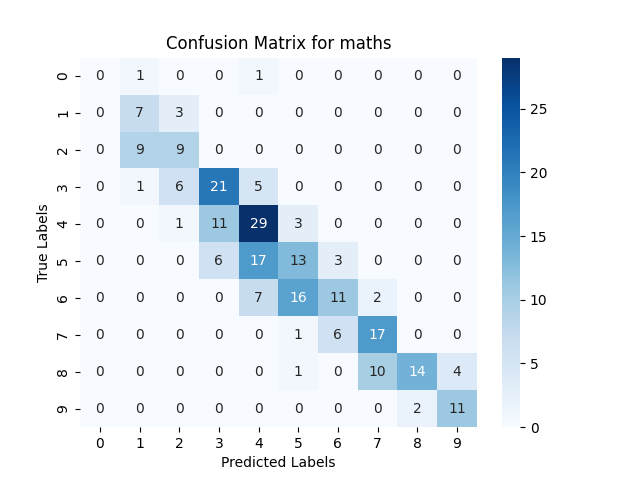 Confusion Matrix for maths
0 0 1 0 0 1 0 0 0 0 0
1 0 7 3 0 0 0 0 0 0 0
2 0 9 9 0 0 0 0 0 0 0
3 0 1 6 21 5 0 0 0 0 0
4 0 0 1 11 29 3 0 0 0 0
5 0 0 0 6 17 13 3 0 0 0
6 0 0 0 0 7 16 11 2 0 0
7 0 0 0 0 0 1 6 17 0 0
8 0 0 0 0 0 1 0 10 14 4
9 0 0 0 0 0 0 0 0 2 11
0 1 2 3 4 5 6 7 8 9
Predicted Labels
True Labels
25
20
15
10
5
0